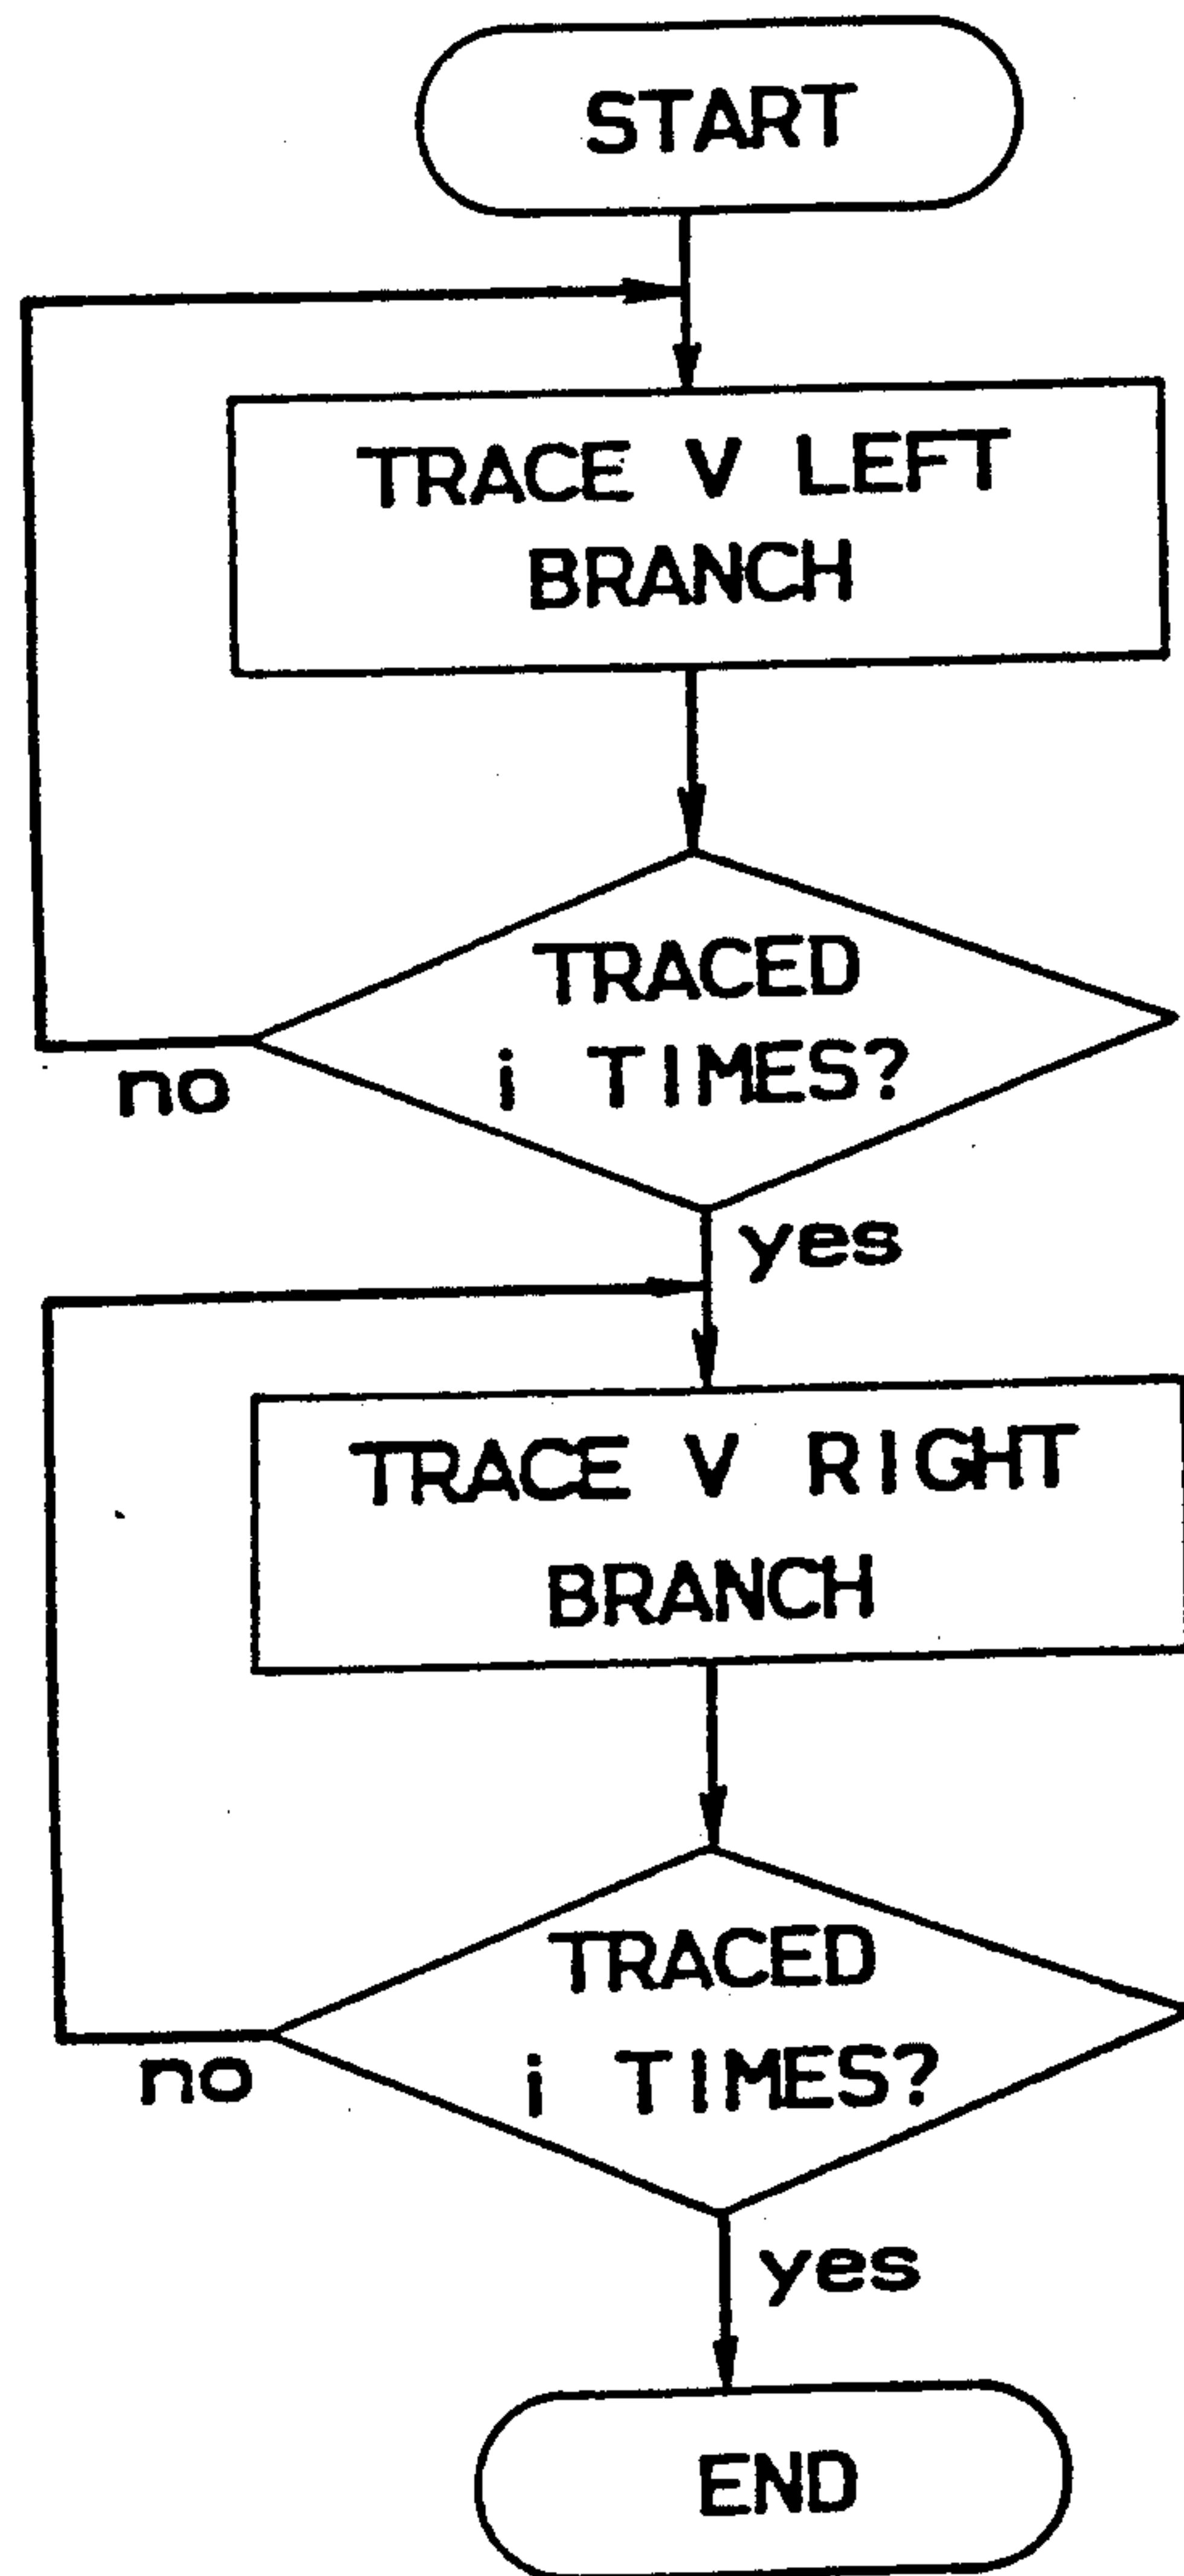 START
TRACE V LEFT
BRANCH
TRACED
i TIMES?
no
yes
TRACE V RIGHT
BRANCH
TRACED
i TIMES?
no
yes
END